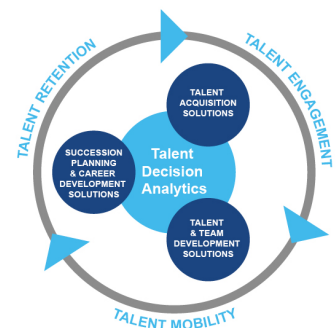 TALENT RETENTION
TALENT ENGAGEMENT
TALENT
ACQUISITION
SOLUTIONS
SUCCESSION
PLANNING
& CAREER
DEVELOPMENT
SOLUTIONS
Talent
Decision
Analytics
TALENT
& TEAM
DEVELOPMENT
SOLUTIONS
TALENT MOBILITY